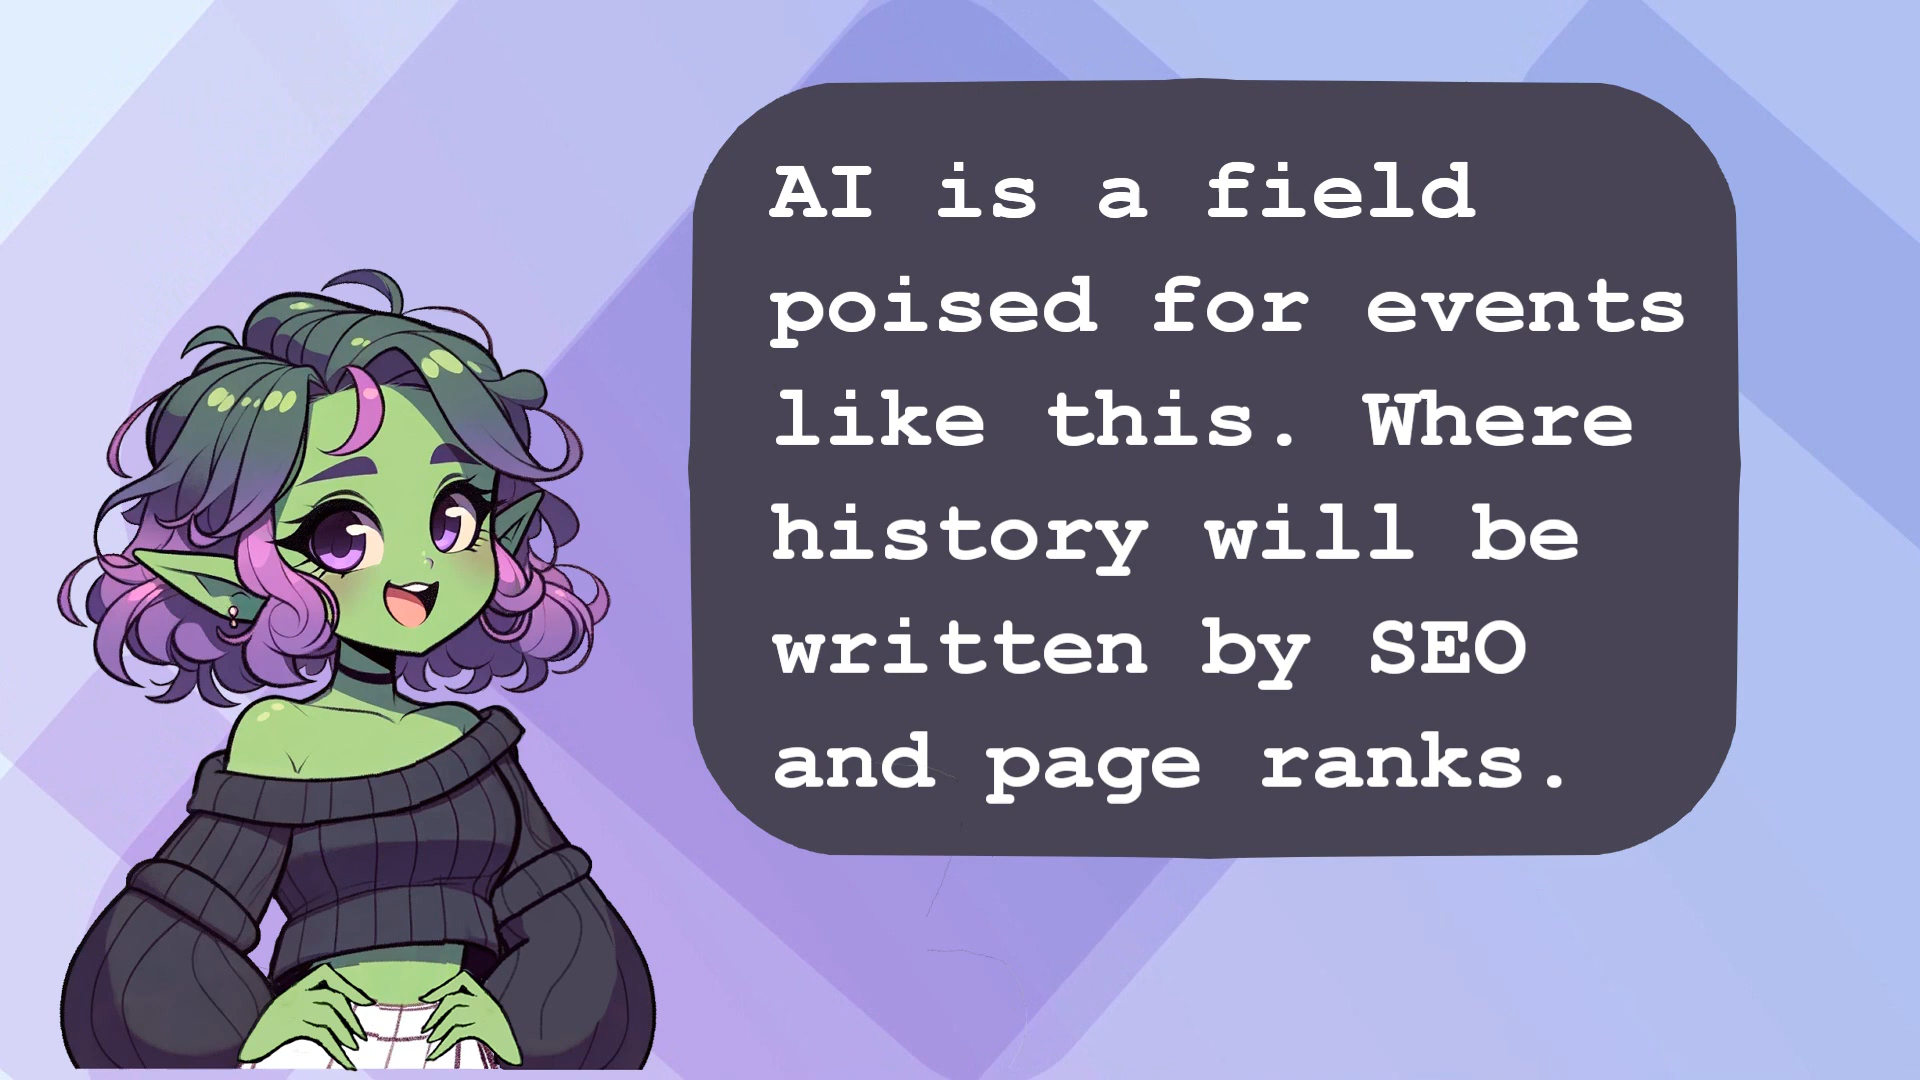 AI is a field
poised for events
like this. Where
history will be
written by SEO
and page ranks.